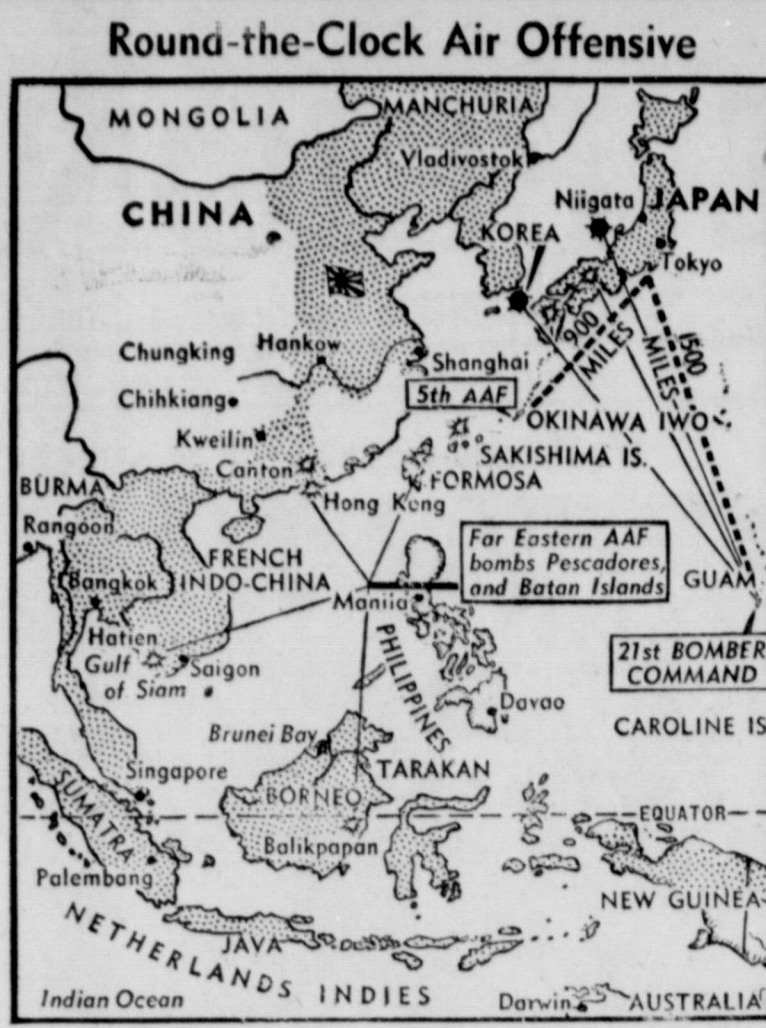 Round-the-Clock Air Offensive
MONGOLIA
MANCHURIA
Vladivostok
CHINA
Niigata
JAPAN
KOREA
Tokyo
900
MILES
1500
MILES
Chungking
Hankow
Shanghai
5th AAF
Chihkiang
OKINAWA
IWO
Kweilin
SAKISHIMA IS.
Canton
FORMOSA
BURMA
Hong Kong
Rangoon
Far Eastern AAF
bombs Pescadores,
and Batan Islands
FRENCH
INDO-CHINA
Bangkok
GUAM
Manila
Hatien
21st BOMBER
COMMAND
Gulf
of Siam
Saigon
PHILIPPINES
Davao
CAROLINE IS
Brunei Bay
Singapore
TARAKAN
BORNEO
EQUATOR
SUMATRA
Balikpapan
Palembang
NEW GUINEA
JAVA
NETHERLANDS INDIES
Indian Ocean
Darwin
AUSTRALIA